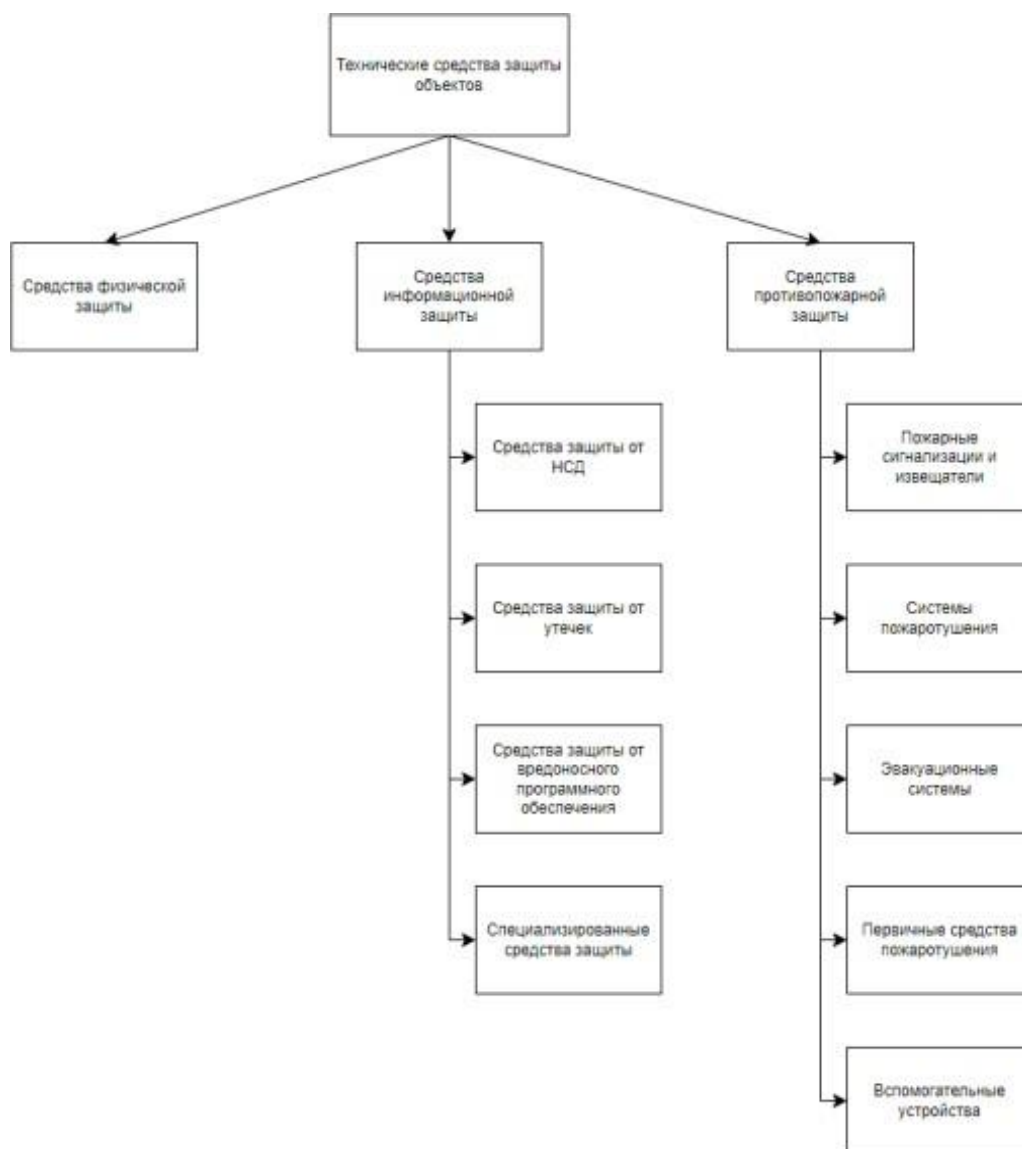 Технические средства защиты
объектов
Средства физической
защиты
Средства
информационной
защиты
Средства
противопожарной
защиты
Средства защиты от
НСД
Средства защиты от
утечек
Средства защиты от
вредоносного
программного
обеспечения
Специализированные
средства защиты
Пожарные
сигнализации и
извещатели
Системы
пожаротушения
Эвакуационные
системы
Первичные средства
пожаротушения
Вспомогательные
устройства